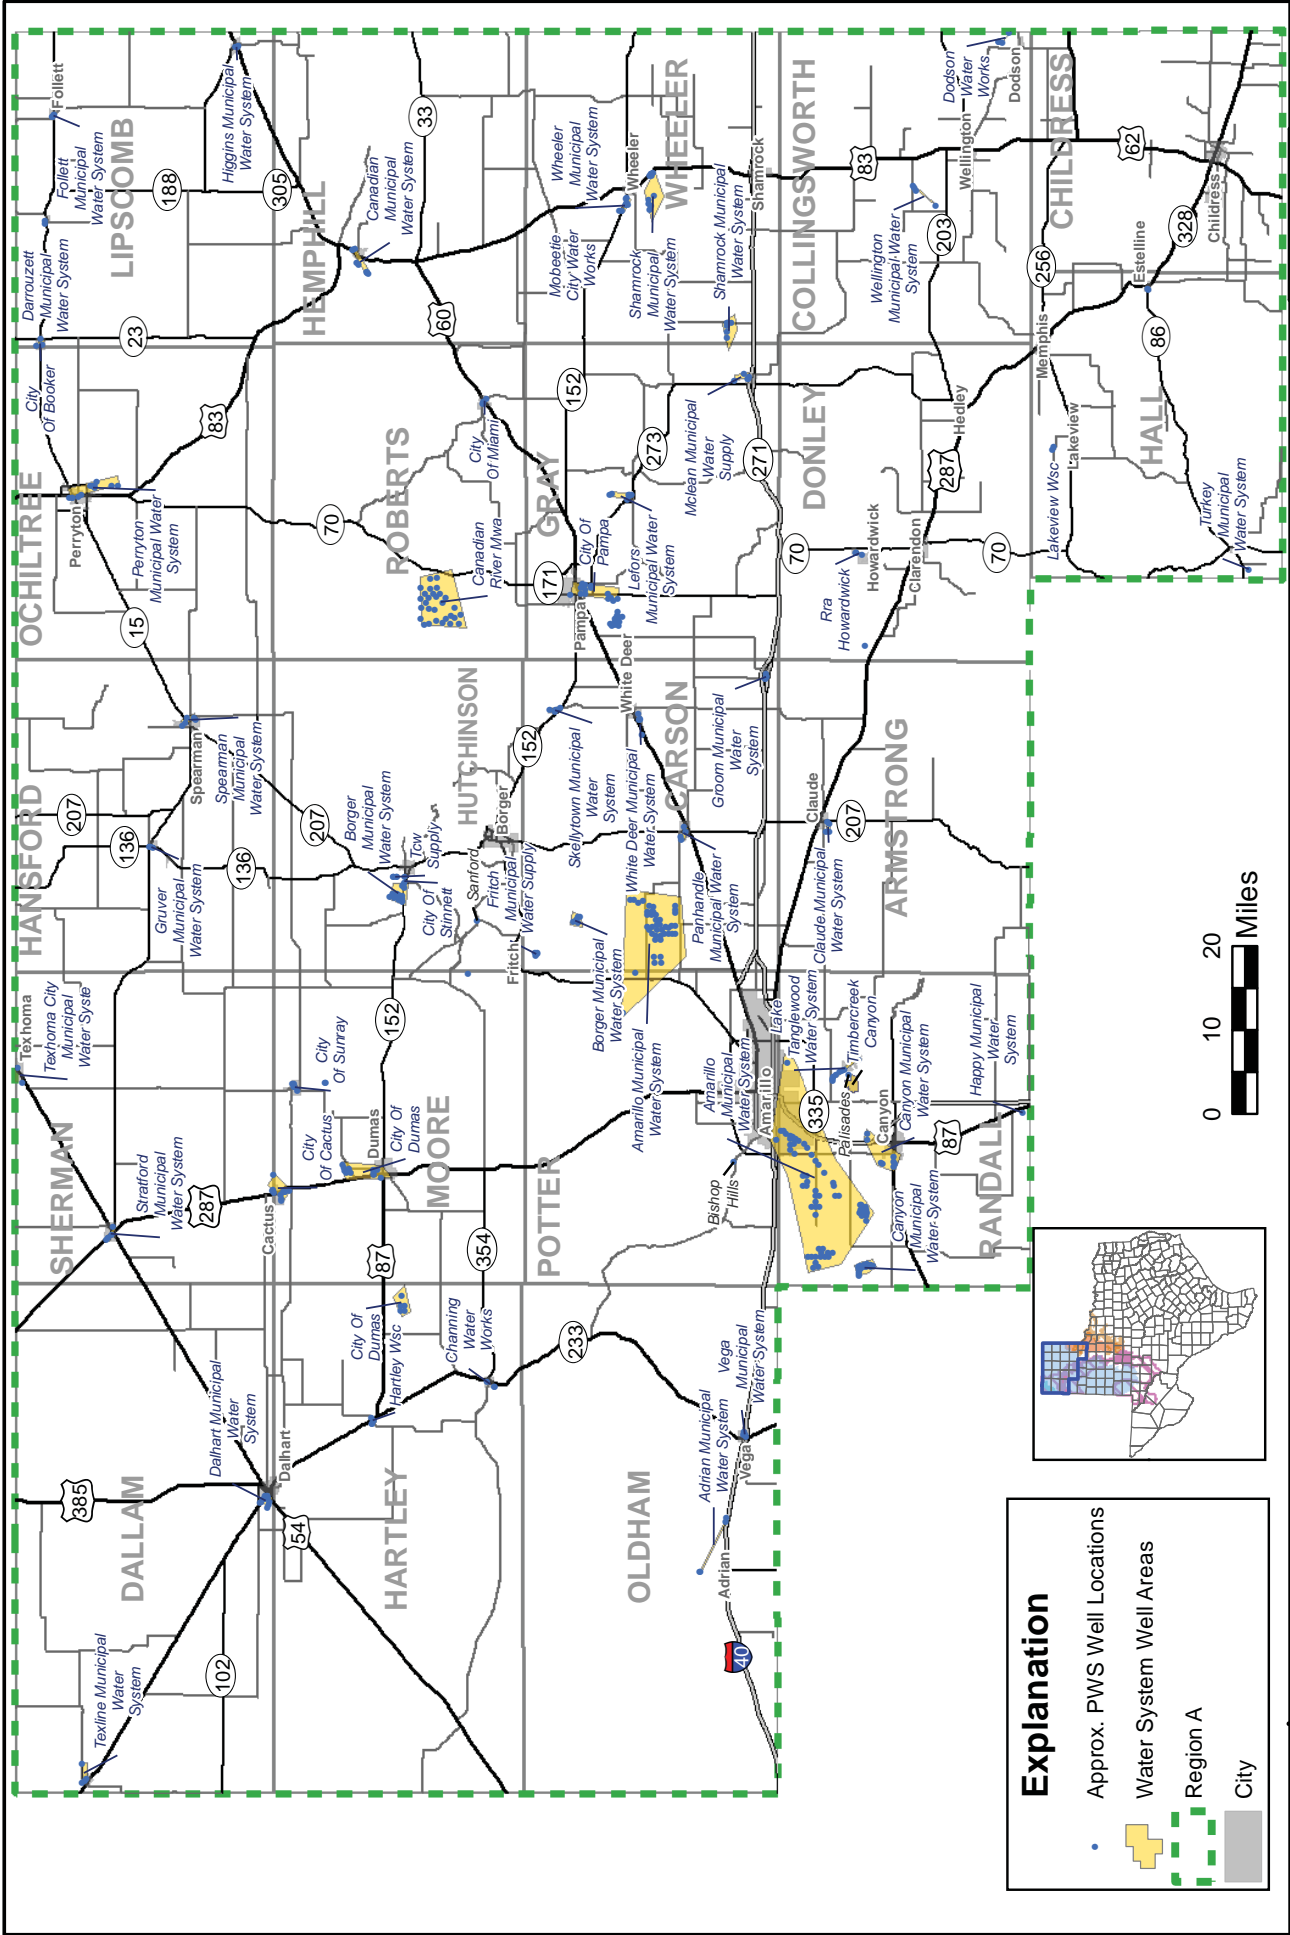 DALLAM
SHERMAN
HANSFORD
OCHILTREE
LIPSCOMB
HARTLEY
MOORE
HUTCHINSON
ROBERTS
HEMPHILL
OLDHAM
POTTER
CARSON
GRAY
WHEELER
RANDALL
ARMSTRONG
DONLEY
COLLINGSWORTH
HALL
CHILDRESS
Texline Municipal
Water
System
102
385
54
Dalhart Municipal
Water
System
Dalhart
Stratford
Municipal
Water System
287
Texhoma
Texhoma City
Municipal
Water Syste
Gruver
Municipal
Water System
136
207
136
207
Spearman
Spearman
Municipal
Water System
15
Perryton
Perryton
Municipal Water
System
83
City
Of Booker
23
Darrouzett
Municipal
Water System
Follett
Municipal
Water System
Follett
188
305
Higgins Municipal
Water System
Cactus
City
Of Cactus
City
Of Sunray
Dumas
City Of
Dumas
87
City Of
Dumas
Hartley Wsc
Channing
Water
Works
354
233
152
Borger
Municipal
Water System
Tcw
Supply
City Of
Stinnett
Sanford
Fritch
Municipal
Water Supply
Fritch
Borger
152
70
Canadian
River Mwa
City
Of Miami
60
33
Canadian
Municipal
Water System
Adrian
Adrian Municipal
Water System
Vega
Vega
Municipal
Water System
40
Borger Municipal
Water System
Amarillo Municipal
Water System
Amarillo
Municipal
Water System
Amarillo
Bishop
Hills
Skellytown Municipal
Water
System
White Deer
White Deer Municipal
Water System
Panhandle
Municipal Water
System
Groom Municipal
Water
System
171
Pampa
City Of
Pampa
Lefors
Municipal Water
System
273
152
Mclean Municipal
Water
Supply
271
Mobeetie
City Water
Works
Wheeler
Municipal
Water System
Wheeler
Shamrock
Municipal
Water System
Shamrock Municipal
Water System
Shamrock
Lake
Tanglewood
Water System
335
Timbercreek
Canyon
Palisades
Canyon
Canyon Municipal
Water System
Canyon
Municipal
Water System
87
Happy Municipal
Water
System
Claude
Claude Municipal
Water System
207
Rra
Howardwick
Howardwick
Clarendon
70
70
287
Hedley
83
Wellington
Wellington
Municipal Water
System
203
Dodson
Water
Works
Dodson
Memphis
256
Lakeview Wsc
Lakeview
Turkey
Municipal
Water System
86
Estelline
328
62
Childress
Explanation
Approx. PWS Well Locations
Water System Well Areas
Region A
City
0
10
20
Miles